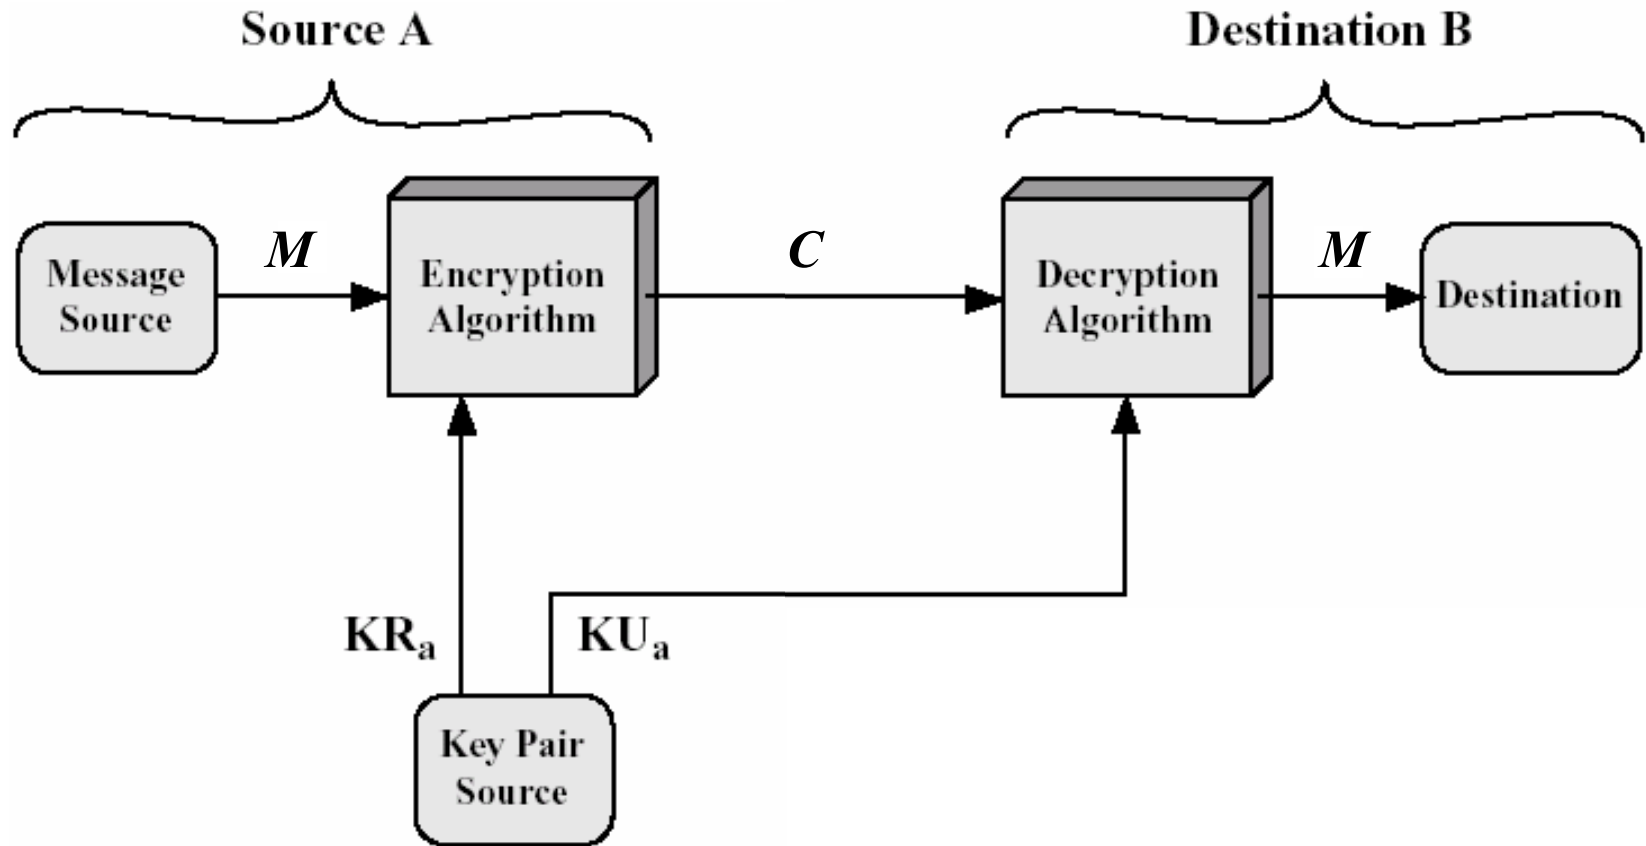 Source A
Destination B
Message
Source
M
Encryption
Algorithm
C
Decryption
Algorithm
M
Destination
KRa
KUa
Key Pair
Source